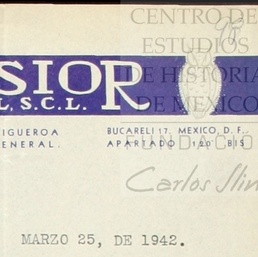 CENTRO DE
ESTUDIOS
DE HISTORIA
DE MEXICO
SIOR
L, S.C.L.
IGUEROA
ENERAL.
BUCARELI 17. MEXICO, D. F.
APARTADO 120 BIS
FUNDACIO
Carlos Slim
MARZO 25, DE 1942.